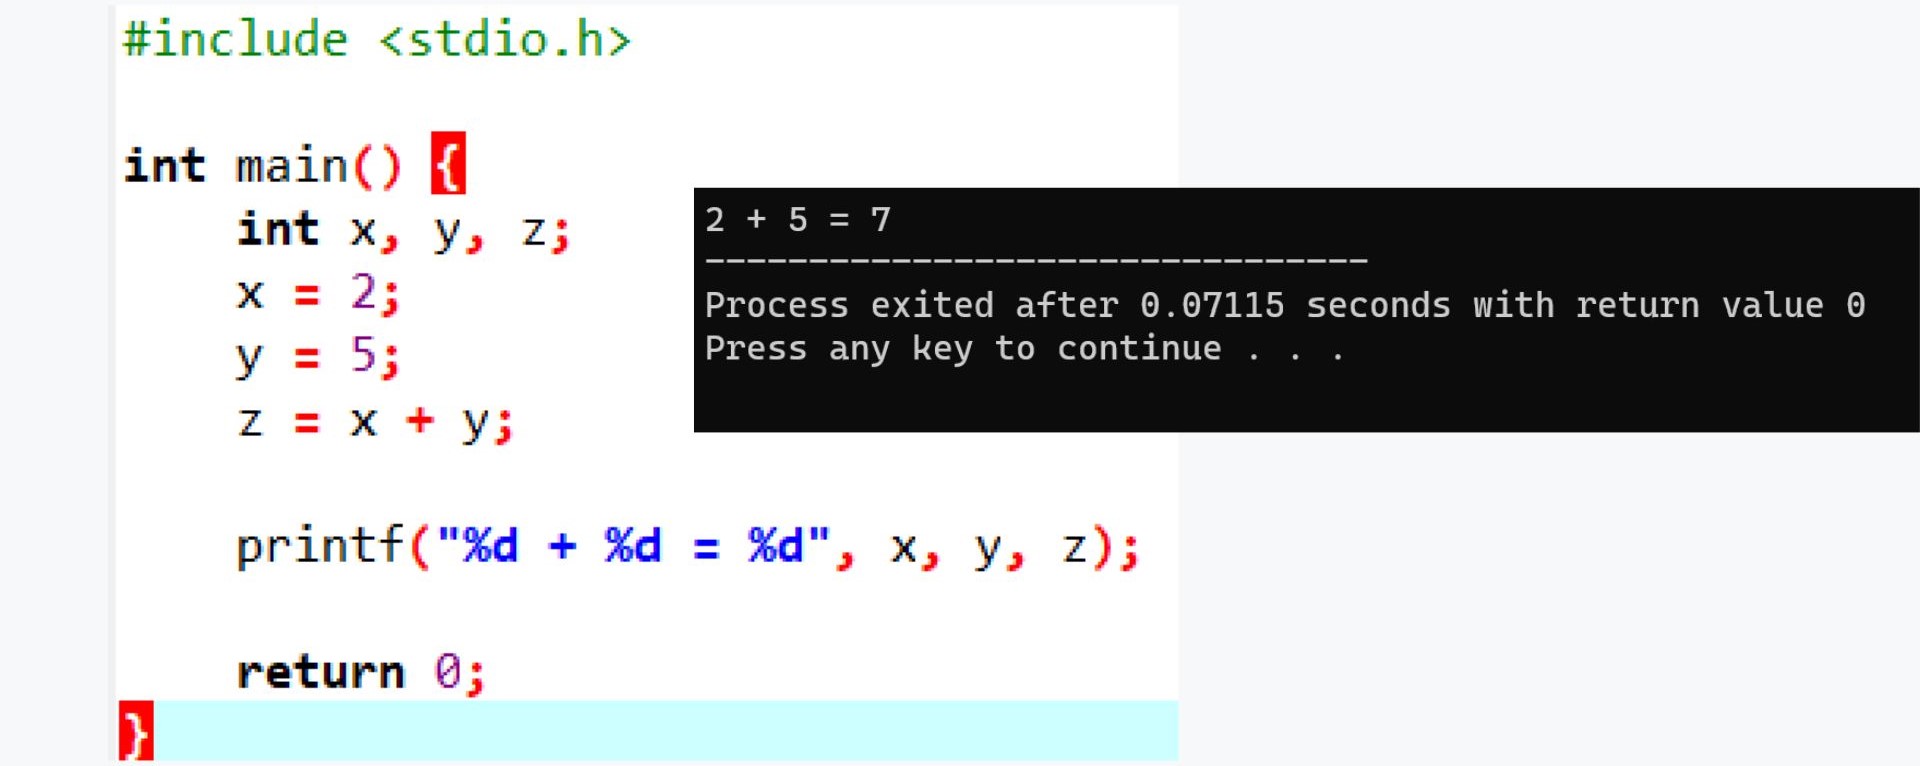 #include <stdio.h>
int main() {
int x, y, z;
x = 2;
y = 5;
z = x + y;
printf("%d + %d = %d", x, y, z);
return 0;
}
2 + 5 = 7
--------------------------------
Process exited after 0.07115 seconds with return value 0
Press any key to continue . . .